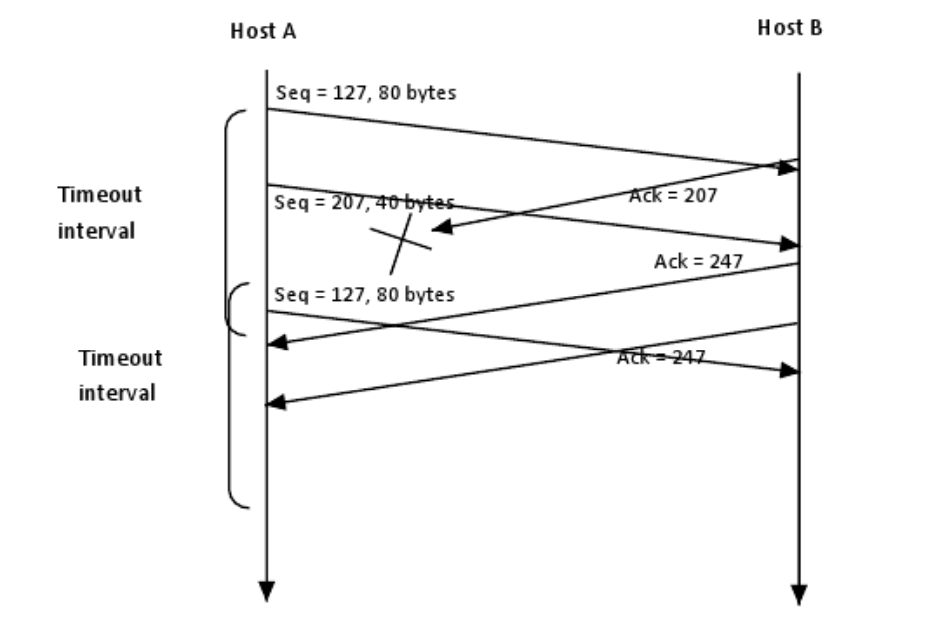 Host A
Host B
Seq = 127, 80 bytes
Timeout
interval
Ack = 207
Seq = 207, 40 bytes
Ack = 247
Seq = 127, 80 bytes
Timeout
interval
Ack = 247